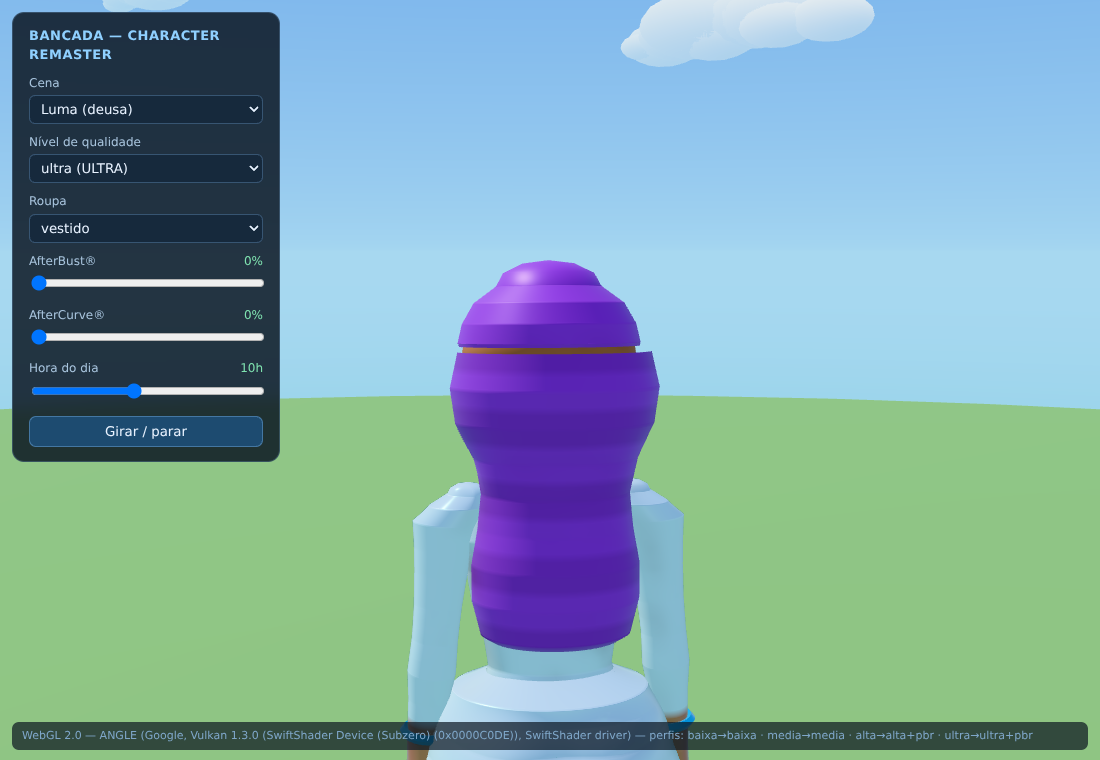 BANCADA — CHARACTER
REMASTER
Cena
Luma (deusa)
Nível de qualidade
ultra (ULTRA)
Roupa
vestido
AfterBust® 0%
AfterCurve® 0%
Hora do dia 10h
Girar / parar
WebGL 2.0 — ANGLE (Google, Vulkan 1.3.0 (SwiftShader Device (Subzero) (0x0000C0DE)), SwiftShader driver) — perfis: baixa→baixa · media→media · alta→alta+pbr · ultra→ultra+pbr